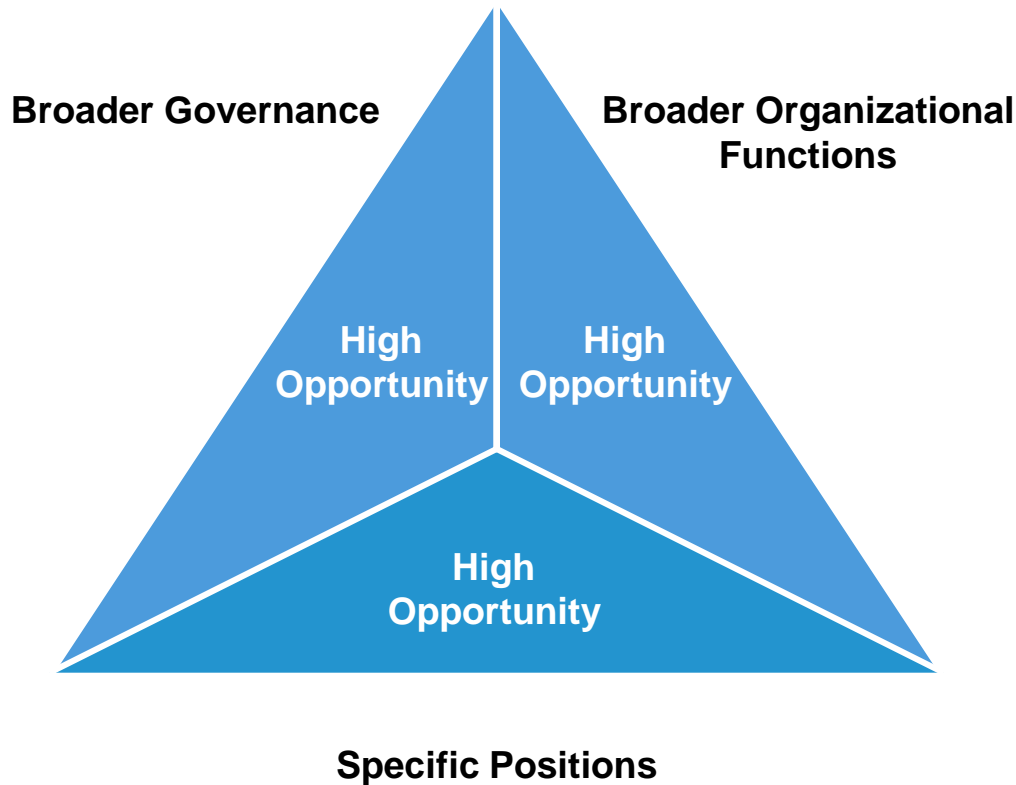 Broader Governance
Broader Organizational
Functions
High
Opportunity
High
Opportunity
High
Opportunity
Specific Positions